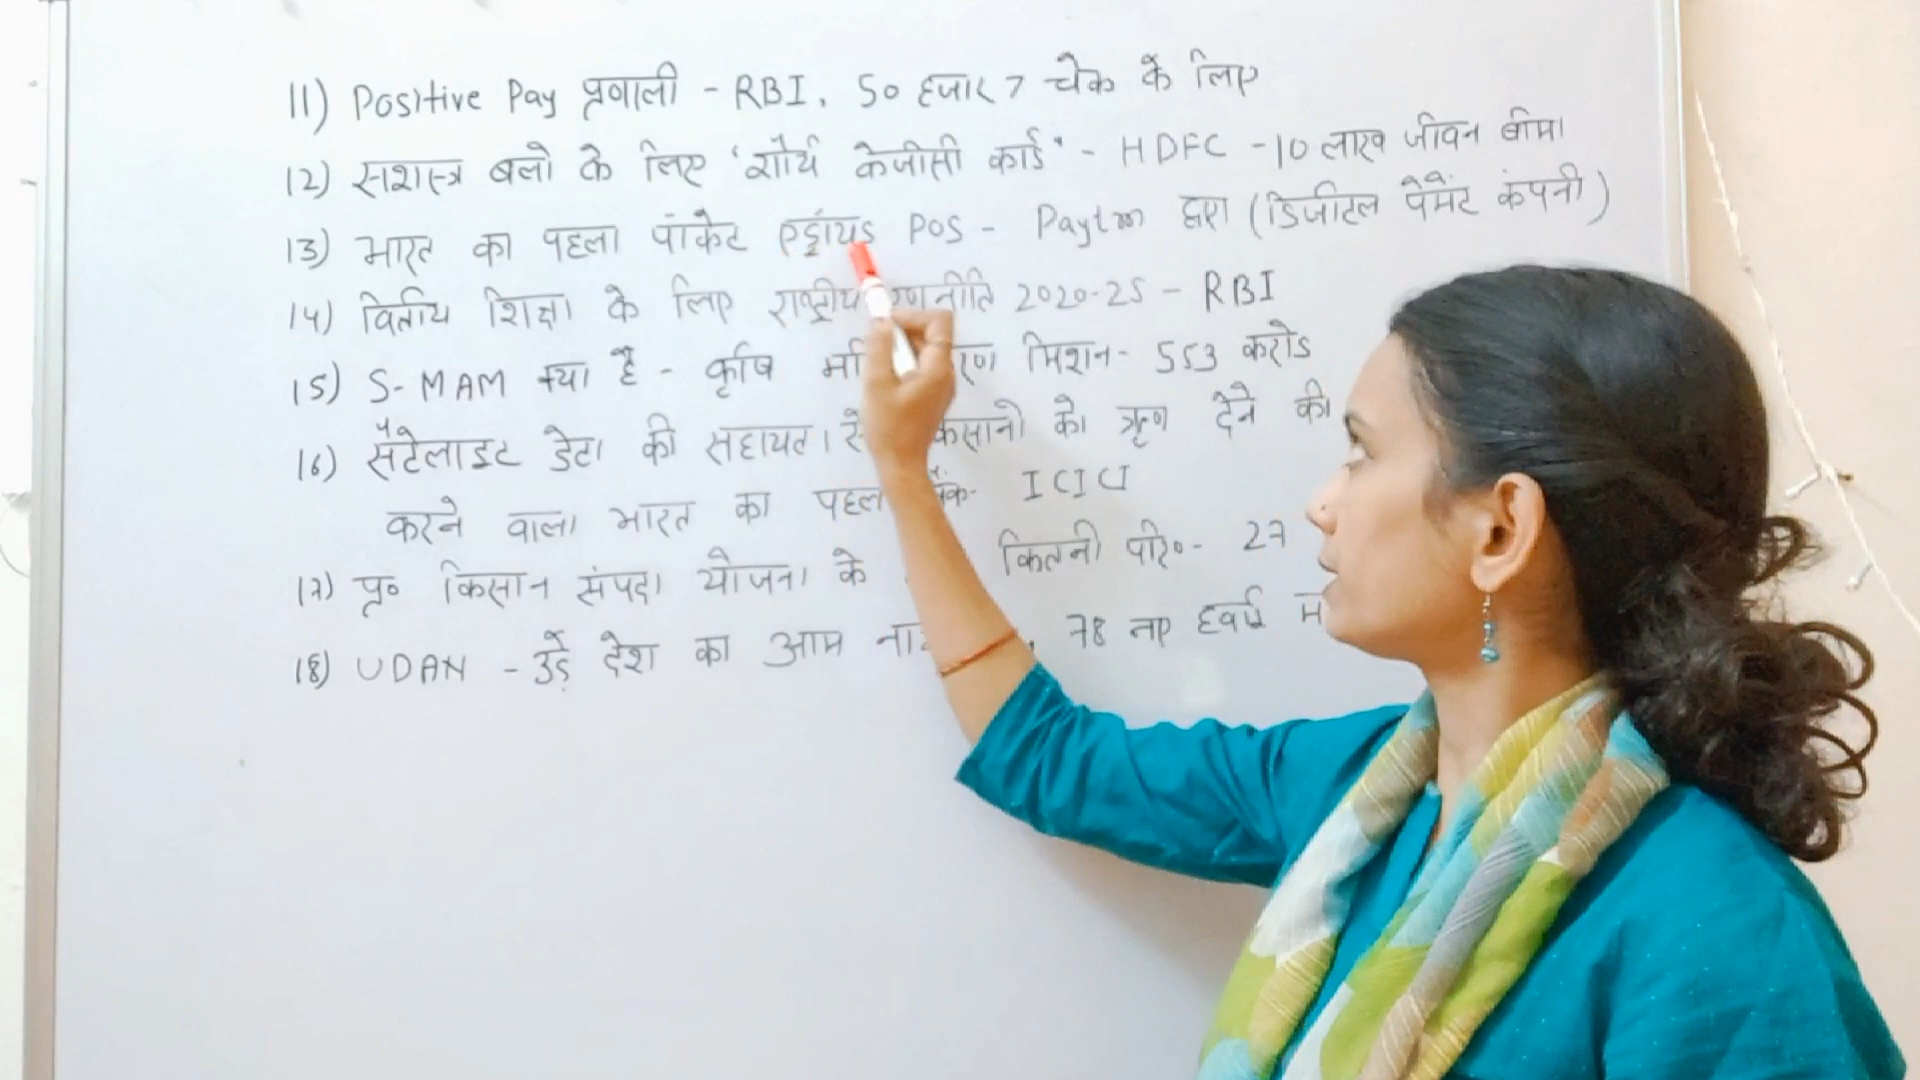 11) Positive Pay प्रणाली - RBI, 50 हजार > चेक के लिए
12) सशस्त्र बलो के लिए 'शौर्य केजीसी कार्ड' - HDFC - 10 लाख जीवन बीमा
13) भारत का पहला पॉकेट एंड्रॉयड POS - Paytm द्वारा (डिजीटल पेमेंट कंपनी)
14) वित्तीय शिक्षा के लिए राष्ट्रीय रणनीति 2020-25 - RBI
15) S-MAM क्या है - कृषि मिशन - 553 करोड
16) सैटेलाइट डेटा की सहायता से किसानो को ऋण देने की
करने वाला भारत का पहला बैंक - ICICI
17) प्र० किसान संपदा योजना के कितनी परि० - 27
18) UDAN - उड़े देश का आम 78 नए हवाई